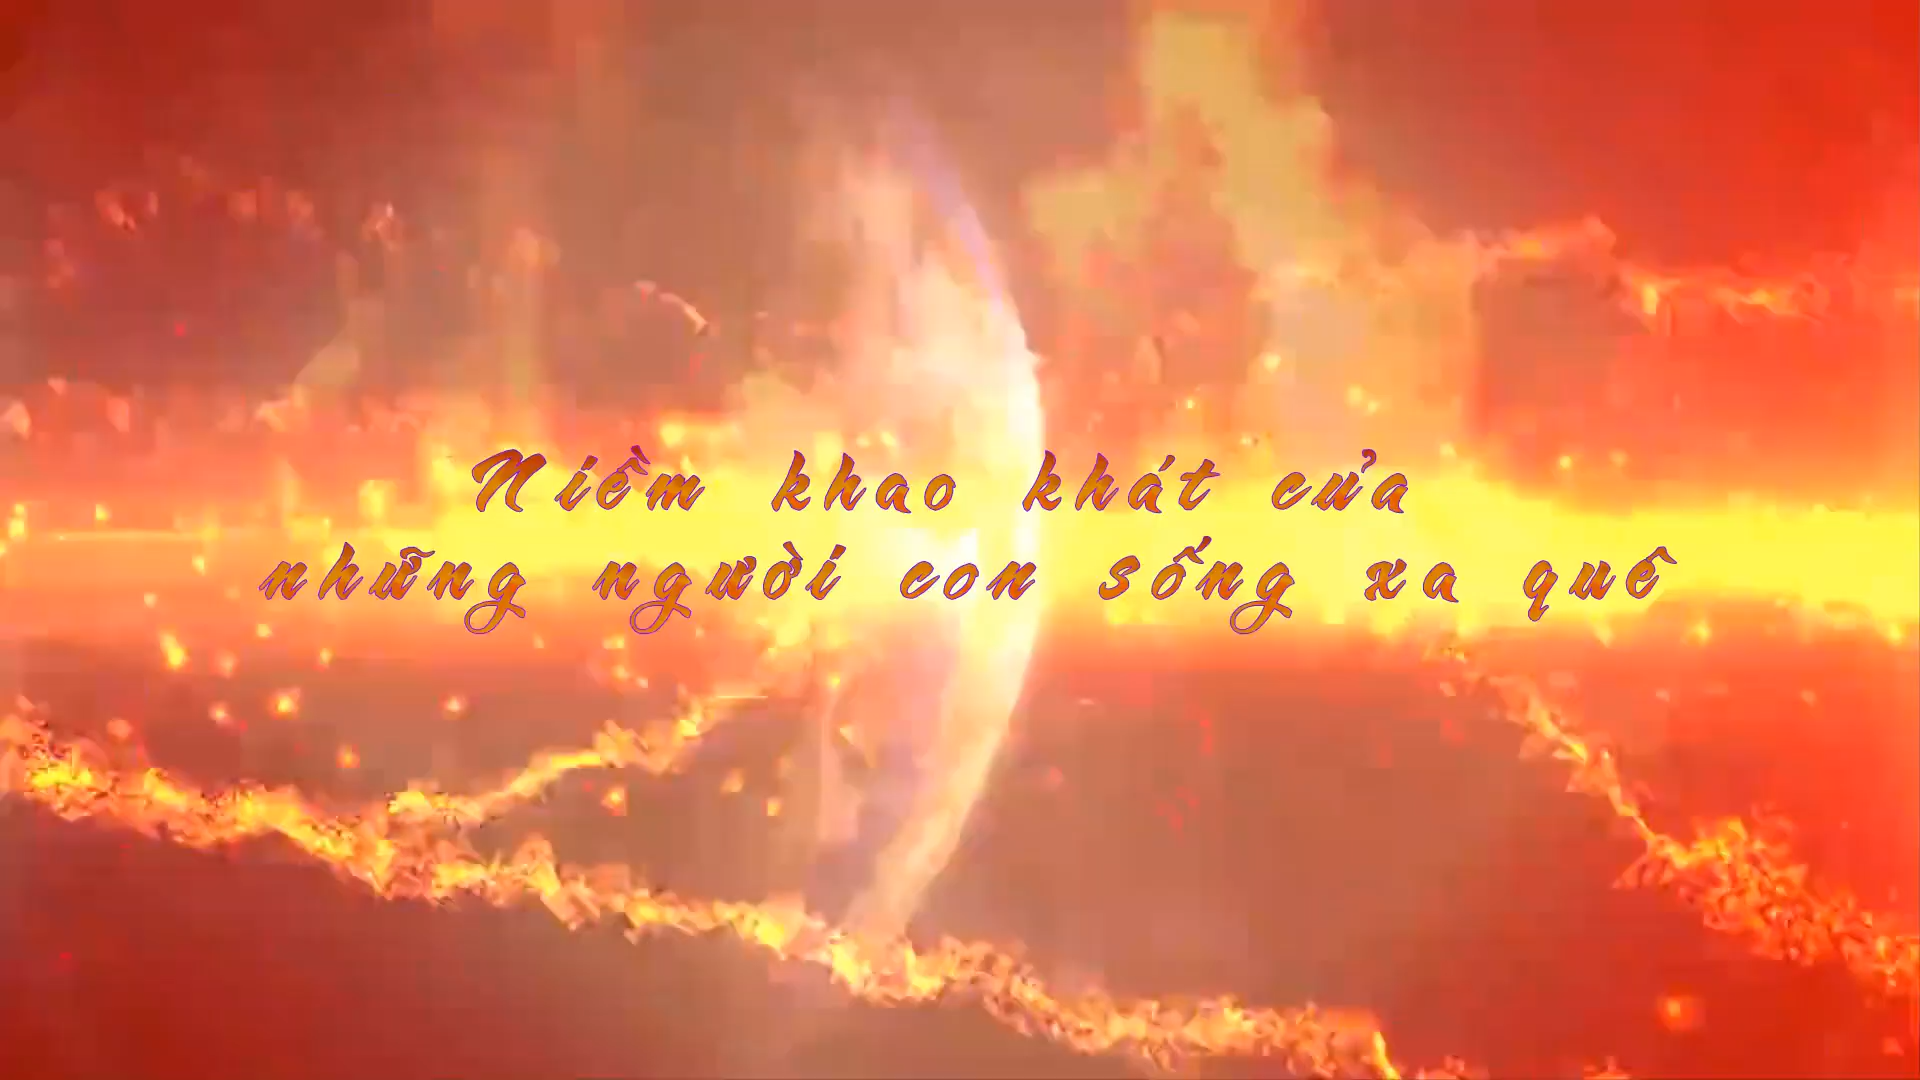 Niềm khao khát của
những người con sống xa quê